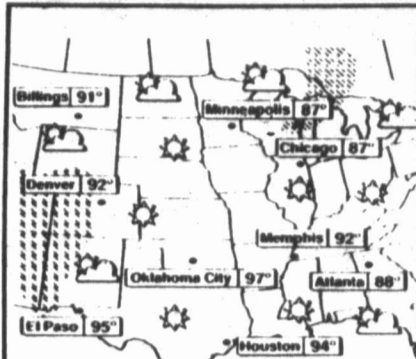 Billings 91°
Minneapolis 87°
Chicago 87°
Denver 92°
Memphis 92°
Oklahoma City 97°
Atlanta 88°
El Paso 95°
Houston 94°